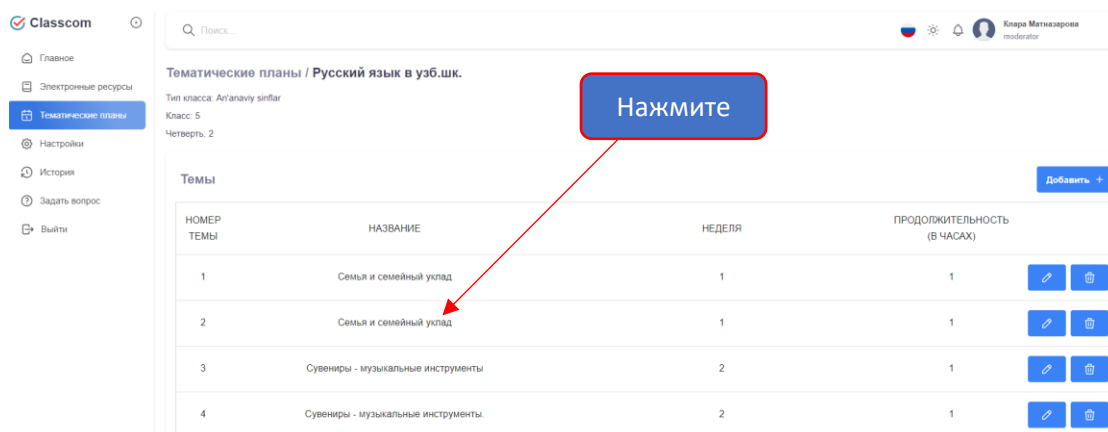 Classcom
Поиск...
Клара Матназарова
moderator
Главное
Электронные ресурсы
Тематические планы
Настройки
История
Задать вопрос
Выйти
Тематические планы / Русский язык в узб.шк.
Тип класса: An'anaviy sinflar
Класс: 5
Четверть: 2
Нажмите
Темы
Добавить +
НОМЕР ТЕМЫ НАЗВАНИЕ НЕДЕЛЯ ПРОДОЛЖИТЕЛЬНОСТЬ (В ЧАСАХ)
1 Семья и семейный уклад 1 1
2 Семья и семейный уклад 1 1
3 Сувениры - музыкальные инструменты 2 1
4 Сувениры - музыкальные инструменты. 2 1